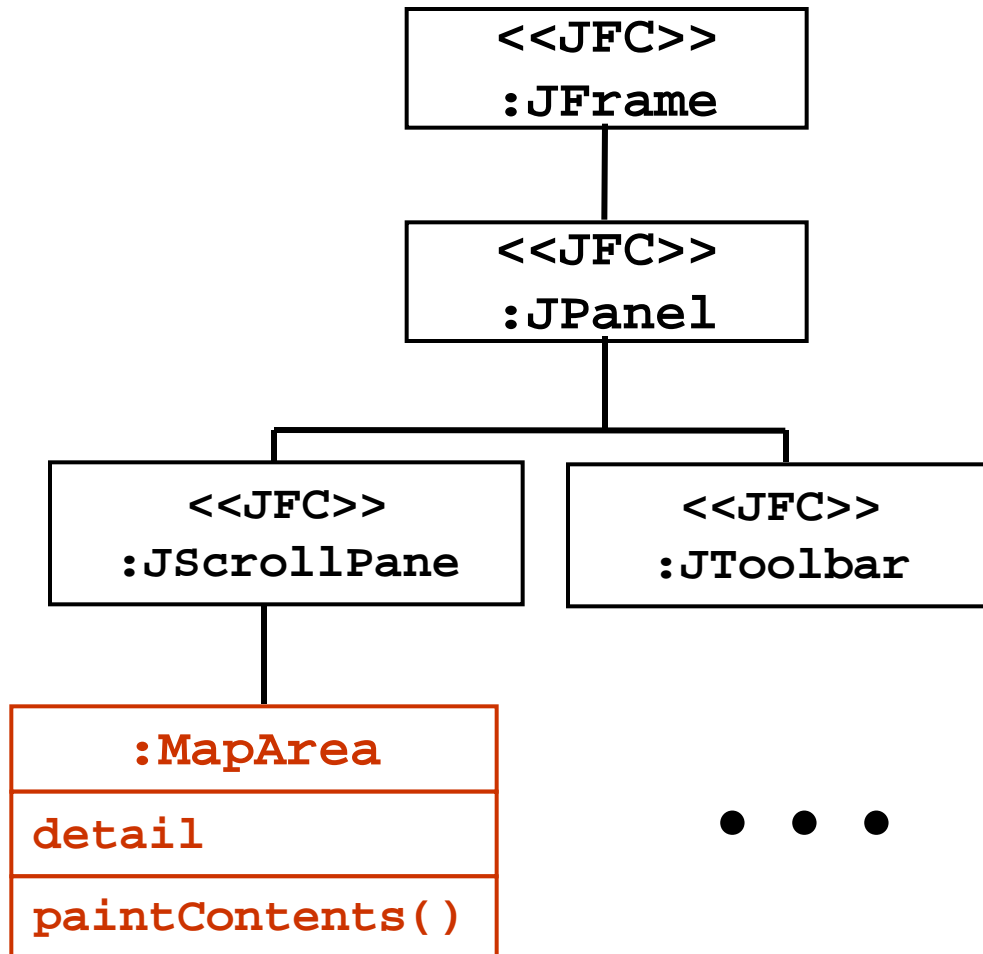 <<JFC>>
:JFrame
<<JFC>>
:JPanel
<<JFC>>
:JScrollPane
<<JFC>>
:JToolbar
:MapArea
detail
paintContents()
• • •